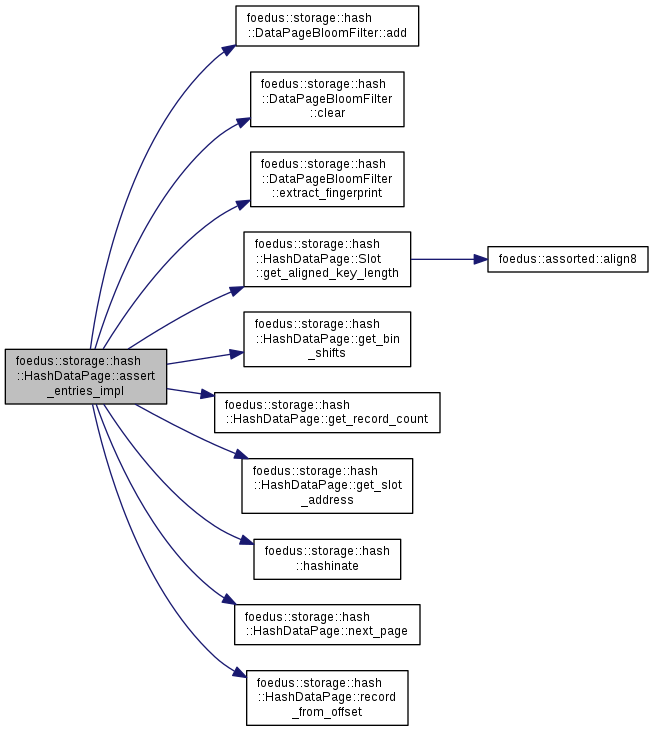 foedus::storage::hash
::DataPageBloomFilter::add
foedus::storage::hash
::DataPageBloomFilter
::clear
foedus::storage::hash
::DataPageBloomFilter
::extract_fingerprint
foedus::storage::hash
::HashDataPage::Slot
::get_aligned_key_length
foedus::assorted::align8
foedus::storage::hash
::HashDataPage::get_bin
_shifts
foedus::storage::hash
::HashDataPage::assert
_entries_impl
foedus::storage::hash
::HashDataPage::get_record_count
foedus::storage::hash
::HashDataPage::get_slot
_address
foedus::storage::hash
::hashinate
foedus::storage::hash
::HashDataPage::next_page
foedus::storage::hash
::HashDataPage::record
_from_offset